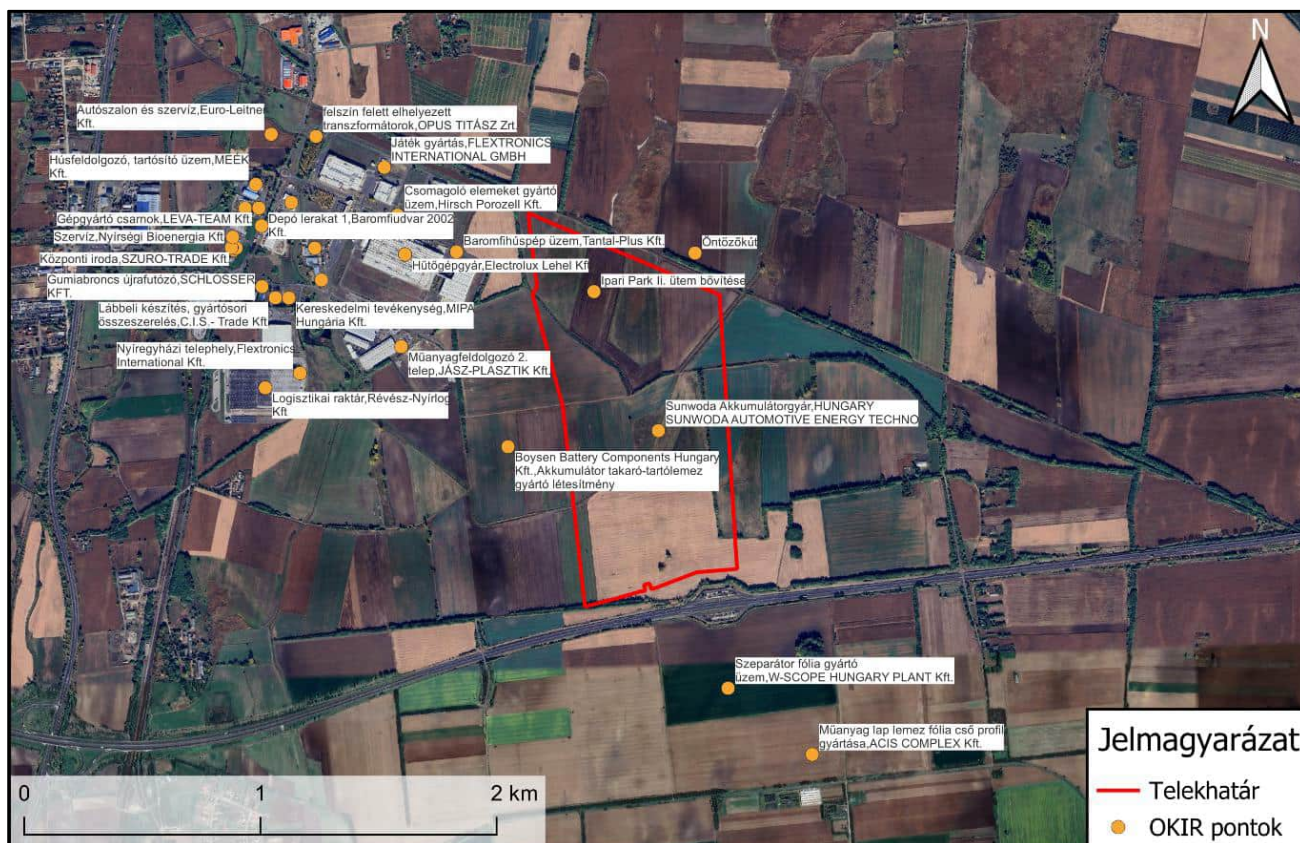 N
Autószalon és szervíz,Euro-Leitner
Kft.
felszín felett elhelyezett
transzformátorok,OPUS TITÁSZ Zrt.
Játék gyártás,FLEXTRONICS
INTERNATIONAL GMBH
Húsfeldolgozó, tartósító üzem,MEÉK
Kft.
Csomagoló elemeket gyártó
üzem,Hirsch Porozell Kft.
Gépgyártó csarnok,LEVA-TEAM Kft.
Depó lerakat 1,Baromfiudvar 2002
Kft.
Szervíz,Nyírségi Bioenergia Kft.
Baromfihúspép üzem,Tantal-Plus Kft.
Öntözőkút
Központi iroda,SZURO-TRADE Kft.
Hűtőgépgyár,Electrolux Lehel Kft
Gumiabroncs újrafutózó,SCHLOSSER
KFT.
Ipari Park Ii. ütem bővítése
Lábbeli készítés, gyártósori
összeszerelés,C.I.S.- Trade Kft
Kereskedelmi tevékenység,MIPA
Hungária Kft.
Nyíregyházi telephely,Flextronics
International Kft.
Műanyagfeldolgozó 2.
telep,JÁSZ-PLASZTIK Kft.
Logisztikai raktár,Révész-Nyírlog
Kft
Sunwoda Akkumulátorgyár,HUNGARY
SUNWODA AUTOMOTIVE ENERGY TECHNO
Boysen Battery Components Hungary
Kft.,Akkumulátor takaró-tartólemez
gyártó létesítmény
Szeparátor fólia gyártó
üzem,W-SCOPE HUNGARY PLANT Kft.
Műanyag lap lemez fólia cső profil
gyártása,ACIS COMPLEX Kft.
Jelmagyarázat
Telekhatár
OKIR pontok
0 1 2 km